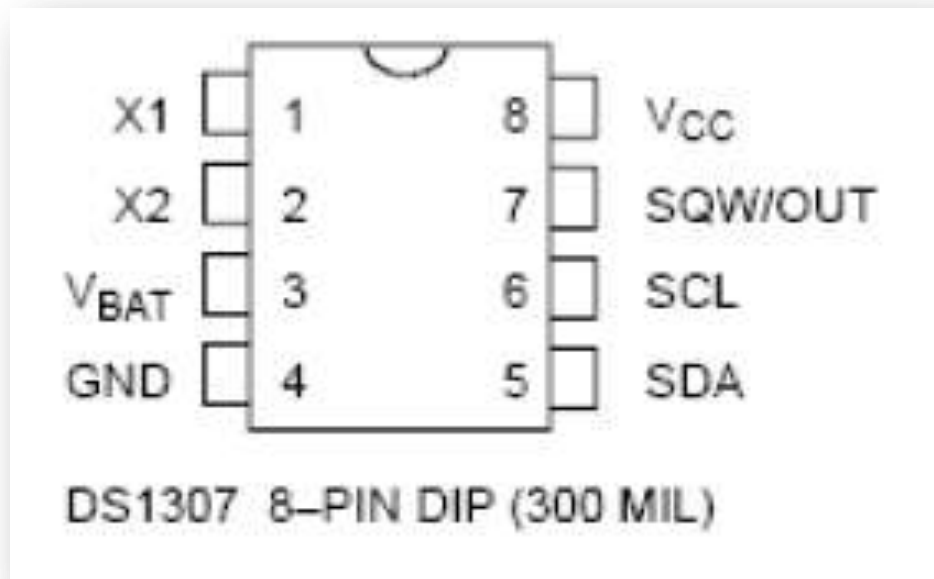 X1 1 8 VCC
X2 2 7 SQW/OUT
VBAT 3 6 SCL
GND 4 5 SDA
DS1307 8–PIN DIP (300 MIL)